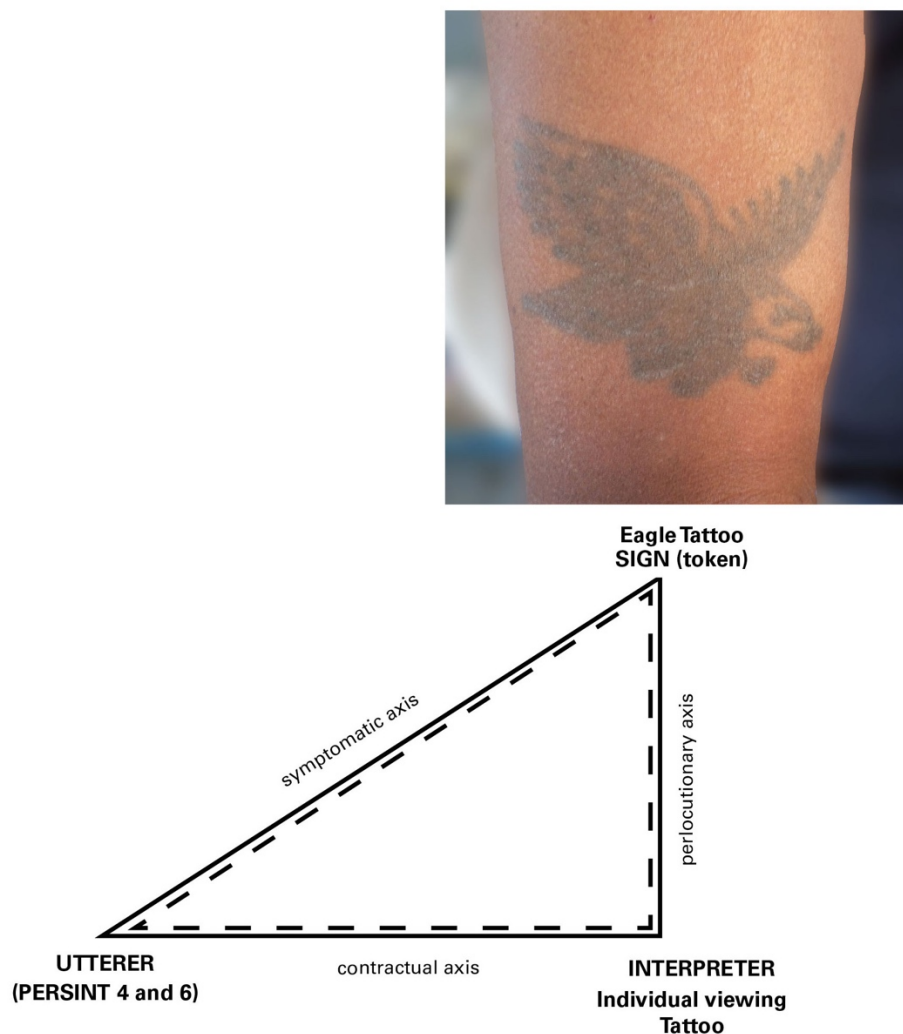 Eagle Tattoo
SIGN (token)
symptomatic axis
perlocutionary axis
UTTERER
(PERSINT 4 and 6)
contractual axis
INTERPRETER
Individual viewing
Tattoo